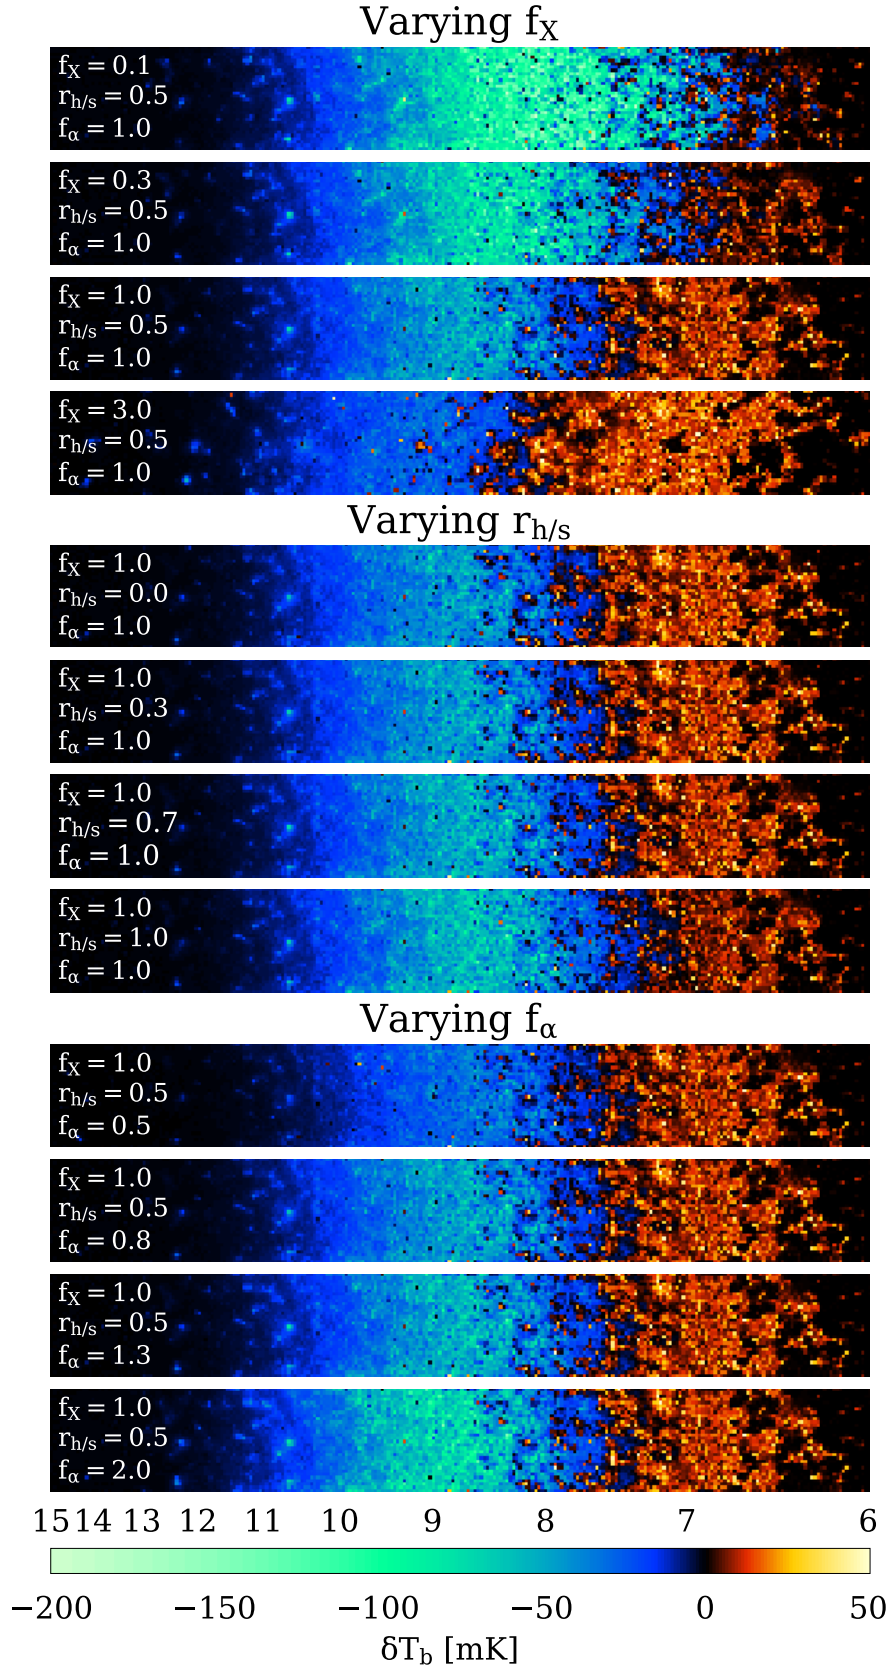 Varying f_X
f_X = 0.1
r_h/s = 0.5
f_α = 1.0
f_X = 0.3
r_h/s = 0.5
f_α = 1.0
f_X = 1.0
r_h/s = 0.5
f_α = 1.0
f_X = 3.0
r_h/s = 0.5
f_α = 1.0
Varying r_h/s
f_X = 1.0
r_h/s = 0.0
f_α = 1.0
f_X = 1.0
r_h/s = 0.3
f_α = 1.0
f_X = 1.0
r_h/s = 0.7
f_α = 1.0
f_X = 1.0
r_h/s = 1.0
f_α = 1.0
Varying f_α
f_X = 1.0
r_h/s = 0.5
f_α = 0.5
f_X = 1.0
r_h/s = 0.5
f_α = 0.8
f_X = 1.0
r_h/s = 0.5
f_α = 1.3
f_X = 1.0
r_h/s = 0.5
f_α = 2.0
15 14 13 12 11 10 9 8 7 6
−200 −150 −100 −50 0 50
δT_b [mK]